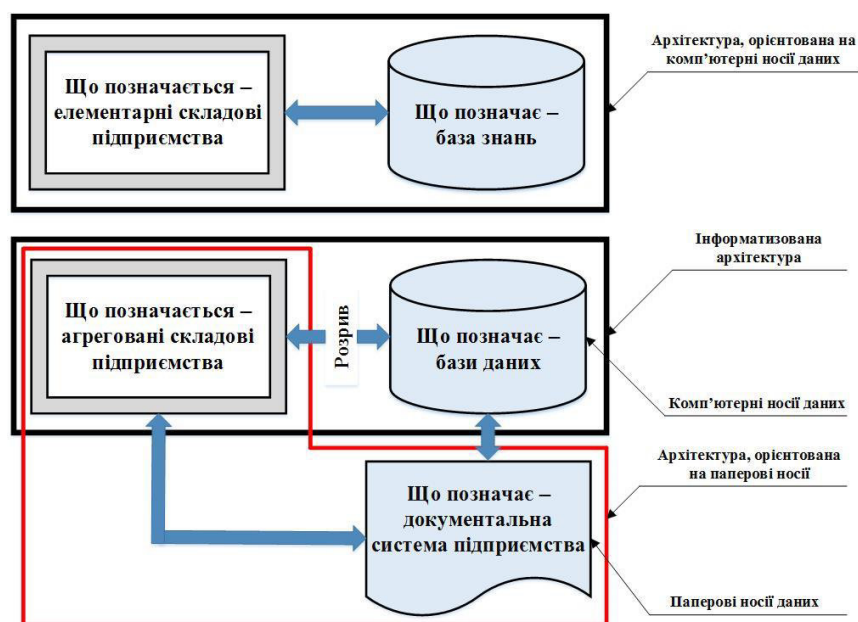 Що позначається –
елементарні складові
підприємства
Що позначає –
база знань
Архітектура, орієнтована на
комп’ютерні носії даних
Що позначається –
агреговані складові
підприємства
Розрив
Що позначає –
бази даних
Інформатизована
архітектура
Комп’ютерні носії даних
Архітектура, орієнтована
на паперові носії
Що позначає –
документальна
система підприємства
Паперові носії даних